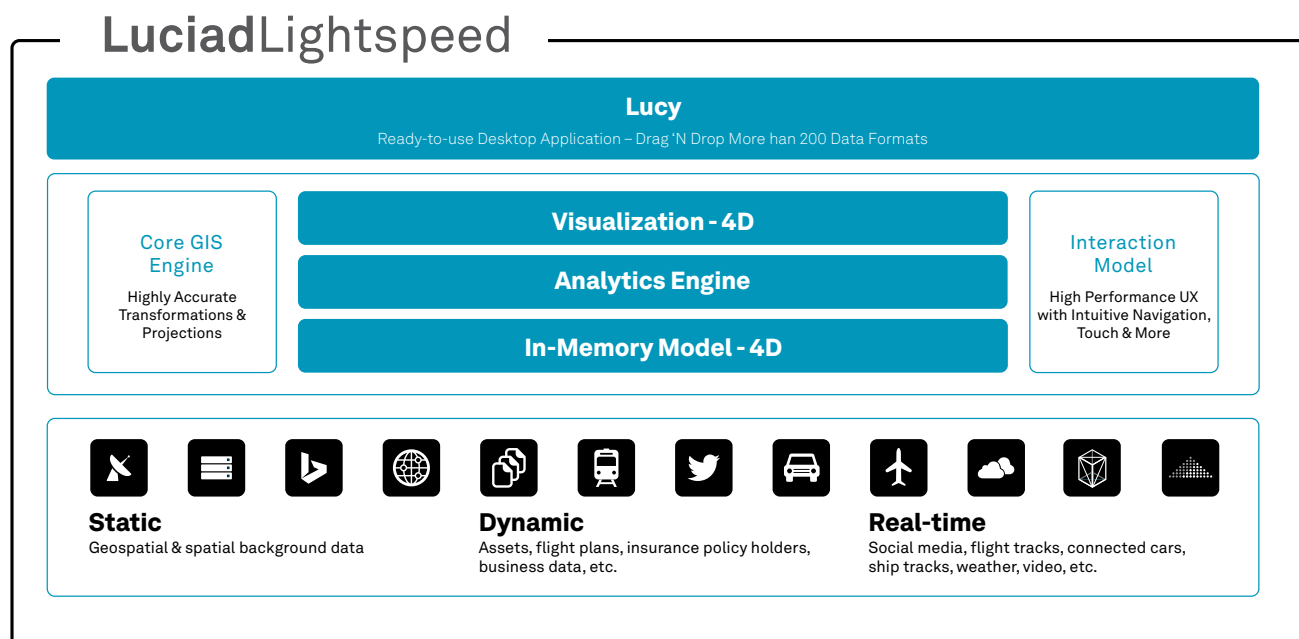 LuciadLightspeed
Lucy
Ready-to-use Desktop Application – Drag ‘N Drop More han 200 Data Formats
Core GIS
Engine
Highly Accurate
Transformations &
Projections
Visualization - 4D
Analytics Engine
In-Memory Model - 4D
Interaction
Model
High Performance UX
with Intuitive Navigation,
Touch & More
Static
Geospatial & spatial background data
Dynamic
Assets, flight plans, insurance policy holders,
business data, etc.
Real-time
Social media, flight tracks, connected cars,
ship tracks, weather, video, etc.